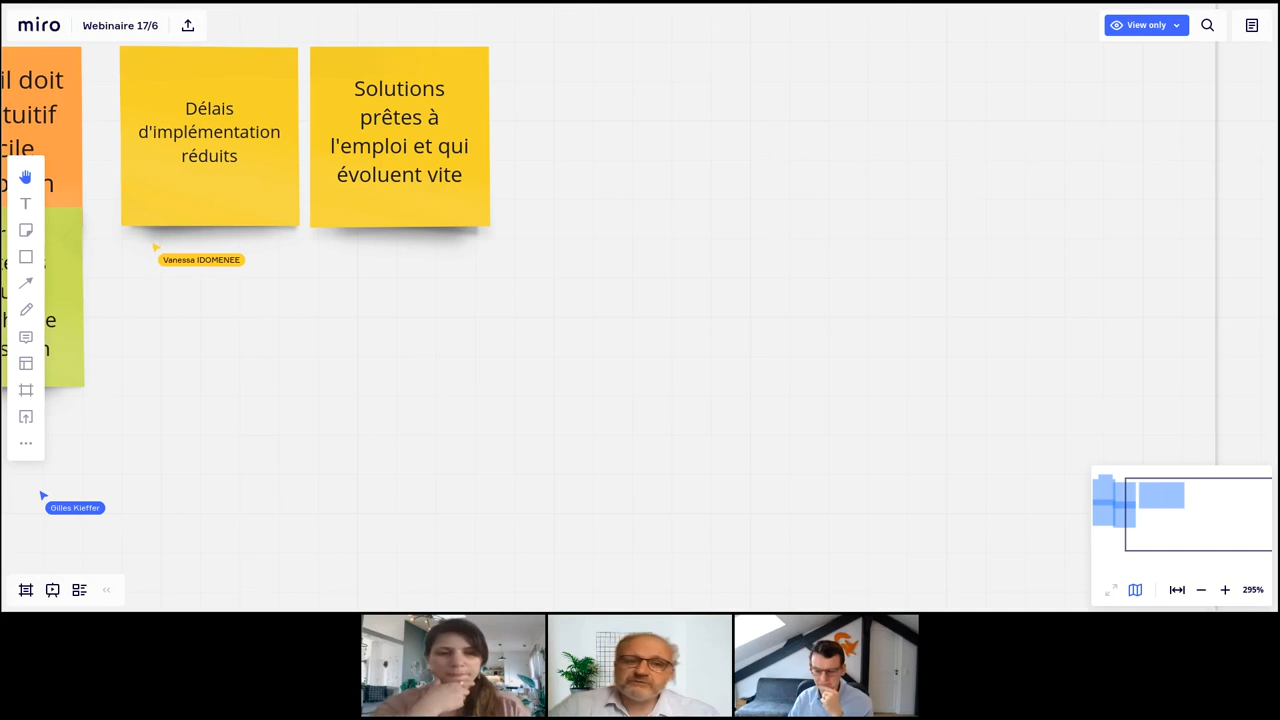 miro
Webinaire 17/6
View only
il doit
tuitif
cile
Délais
d'implémentation
réduits
Solutions
prêtes à
l'emploi et qui
évoluent vite
Vanessa IDOMENEE
Gilles Kieffer
295%